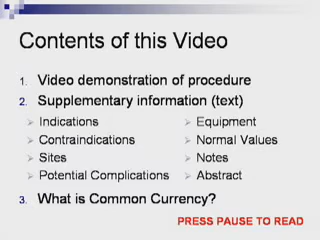 Contents of this Video
1. Video demonstration of procedure
2. Supplementary information (text)
Indications
Contraindications
Sites
Potential Complications
Equipment
Normal Values
Notes
Abstract
3. What is Common Currency?
PRESS PAUSE TO READ